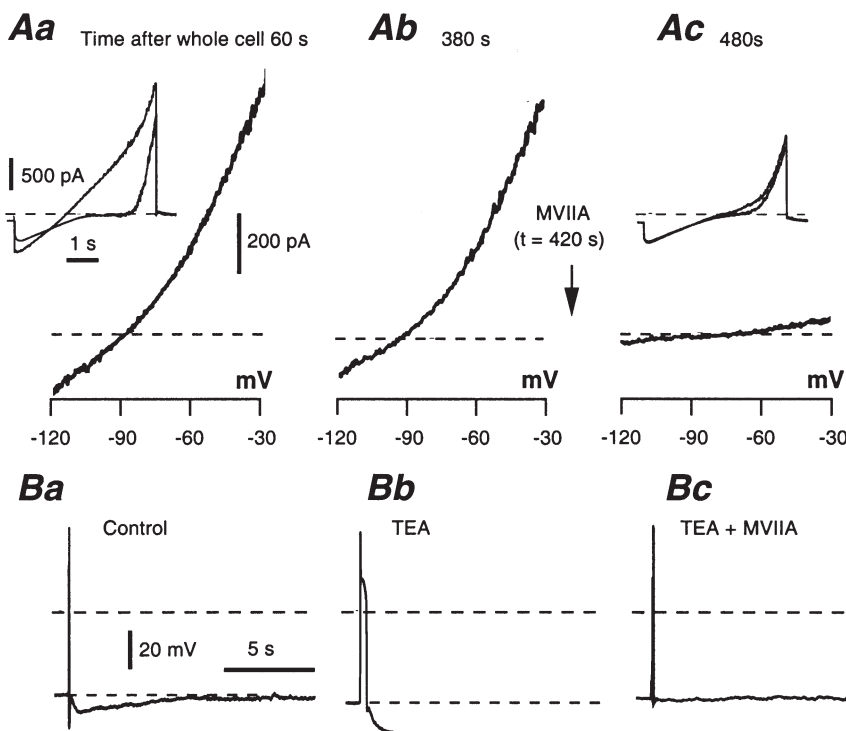 Aa
Time after whole cell 60 s
Ab
380 s
Ac
480s
500 pA
1 s
200 pA
MVIIA
(t = 420 s)
mV
mV
mV
-120 -90 -60 -30
-120 -90 -60 -30
-120 -90 -60 -30
Ba
Control
Bb
TEA
Bc
TEA + MVIIA
20 mV
5 s